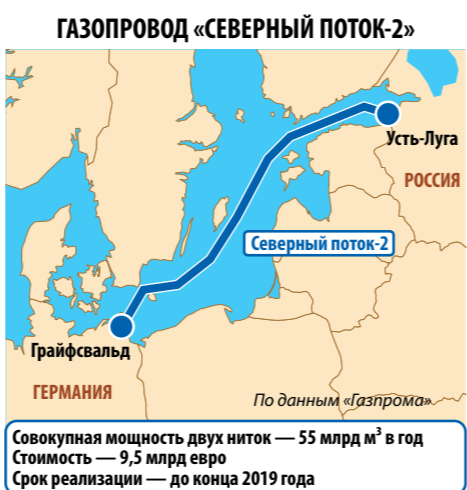 ГАЗОПРОВОД «СЕВЕРНЫЙ ПОТОК-2»
Усть-Луга
РОССИЯ
Северный поток-2
Грайфсвальд
ГЕРМАНИЯ
По данным «Газпрома»
Совокупная мощность двух ниток — 55 млрд м³ в год
Стоимость — 9,5 млрд евро
Срок реализации — до конца 2019 года